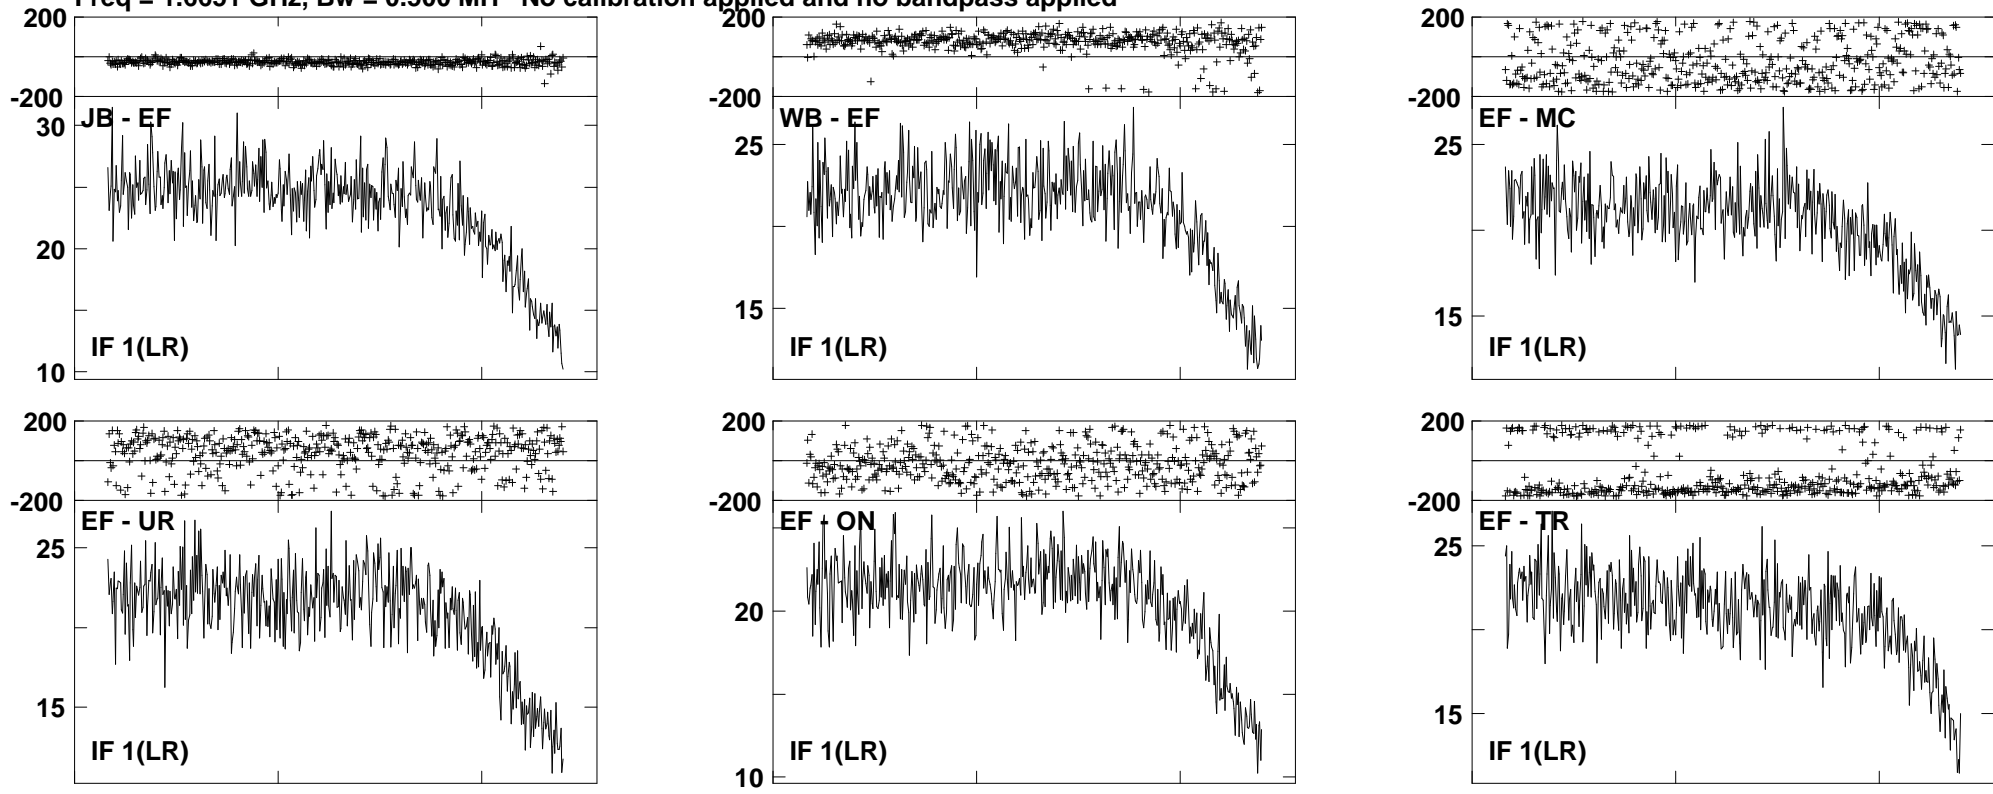 No calibration applied and no bandpass applied
200
-200
JB - EF
30
20
10
IF 1(LR)
200
-200
WB - EF
25
15
IF 1(LR)
200
-200
EF - MC
25
15
IF 1(LR)
200
-200
EF - UR
25
15
IF 1(LR)
200
-200
EF - ON
20
10
IF 1(LR)
200
-200
EF - TR
25
15
IF 1(LR)